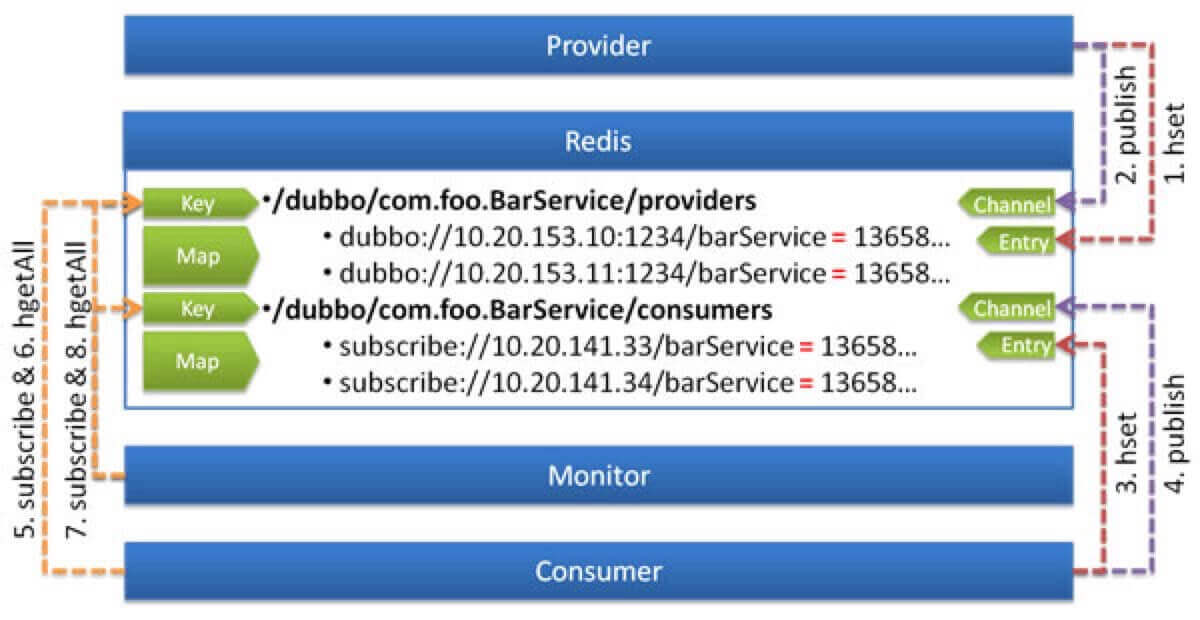 Provider
Redis
Key
•/dubbo/com.foo.BarService/providers
Channel
Map
• dubbo://10.20.153.10:1234/barService = 13658...
Entry
• dubbo://10.20.153.11:1234/barService = 13658...
Key
•/dubbo/com.foo.BarService/consumers
Channel
Map
• subscribe://10.20.141.33/barService = 13658...
Entry
• subscribe://10.20.141.34/barService = 13658...
Monitor
Consumer
5. subscribe & 6. hgetAll
7. subscribe & 8. hgetAll
2. publish
1. hset
3. hset
4. publish